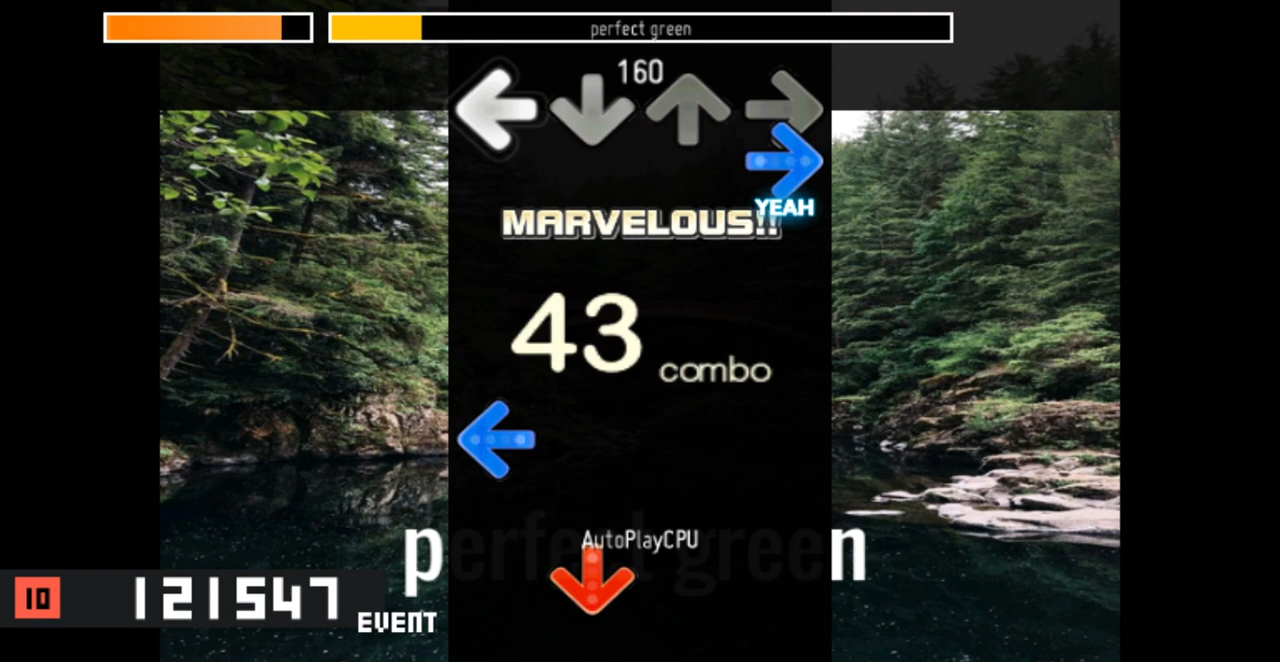 perfect green
160
YEAH
MARVELOUS!!
43
combo
AutoPlayCPU
perfect green
10 121547
EVENT